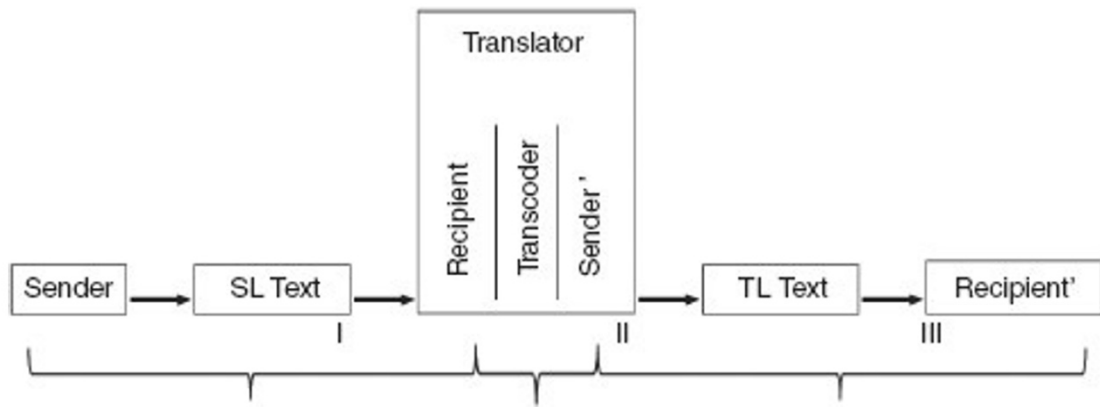 Translator
Recipient
Transcoder
Sender'
Sender
SL Text
TL Text
Recipient'
I
II
III